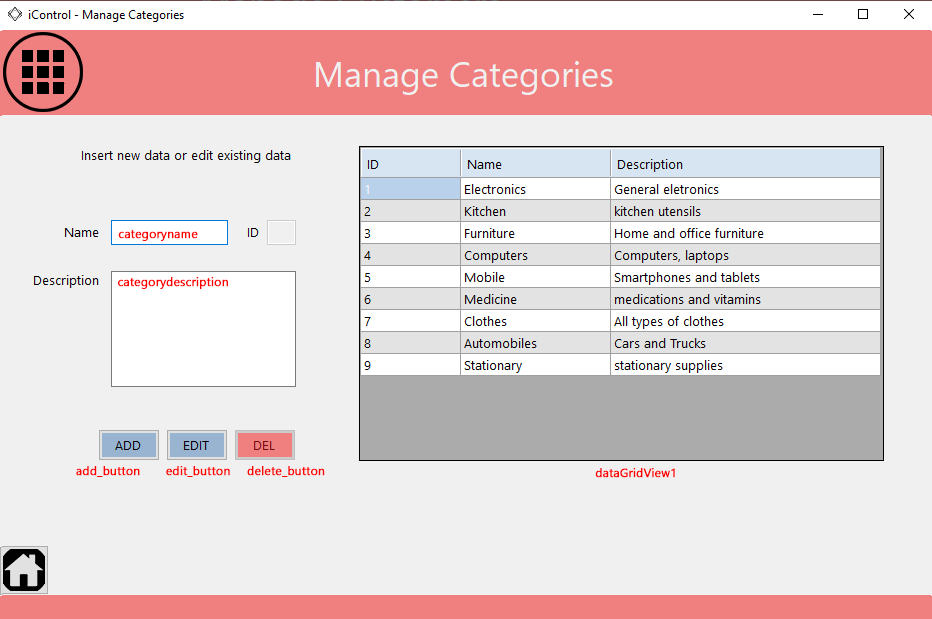 iControl - Manage Categories
Manage Categories
Insert new data or edit existing data
Name categoryname ID
Description categorydescription
ADD EDIT DEL
add_button edit_button delete_button
ID Name Description
1 Electronics General eletronics
2 Kitchen kitchen utensils
3 Furniture Home and office furniture
4 Computers Computers, laptops
5 Mobile Smartphones and tablets
6 Medicine medications and vitamins
7 Clothes All types of clothes
8 Automobiles Cars and Trucks
9 Stationary stationary supplies
dataGridView1